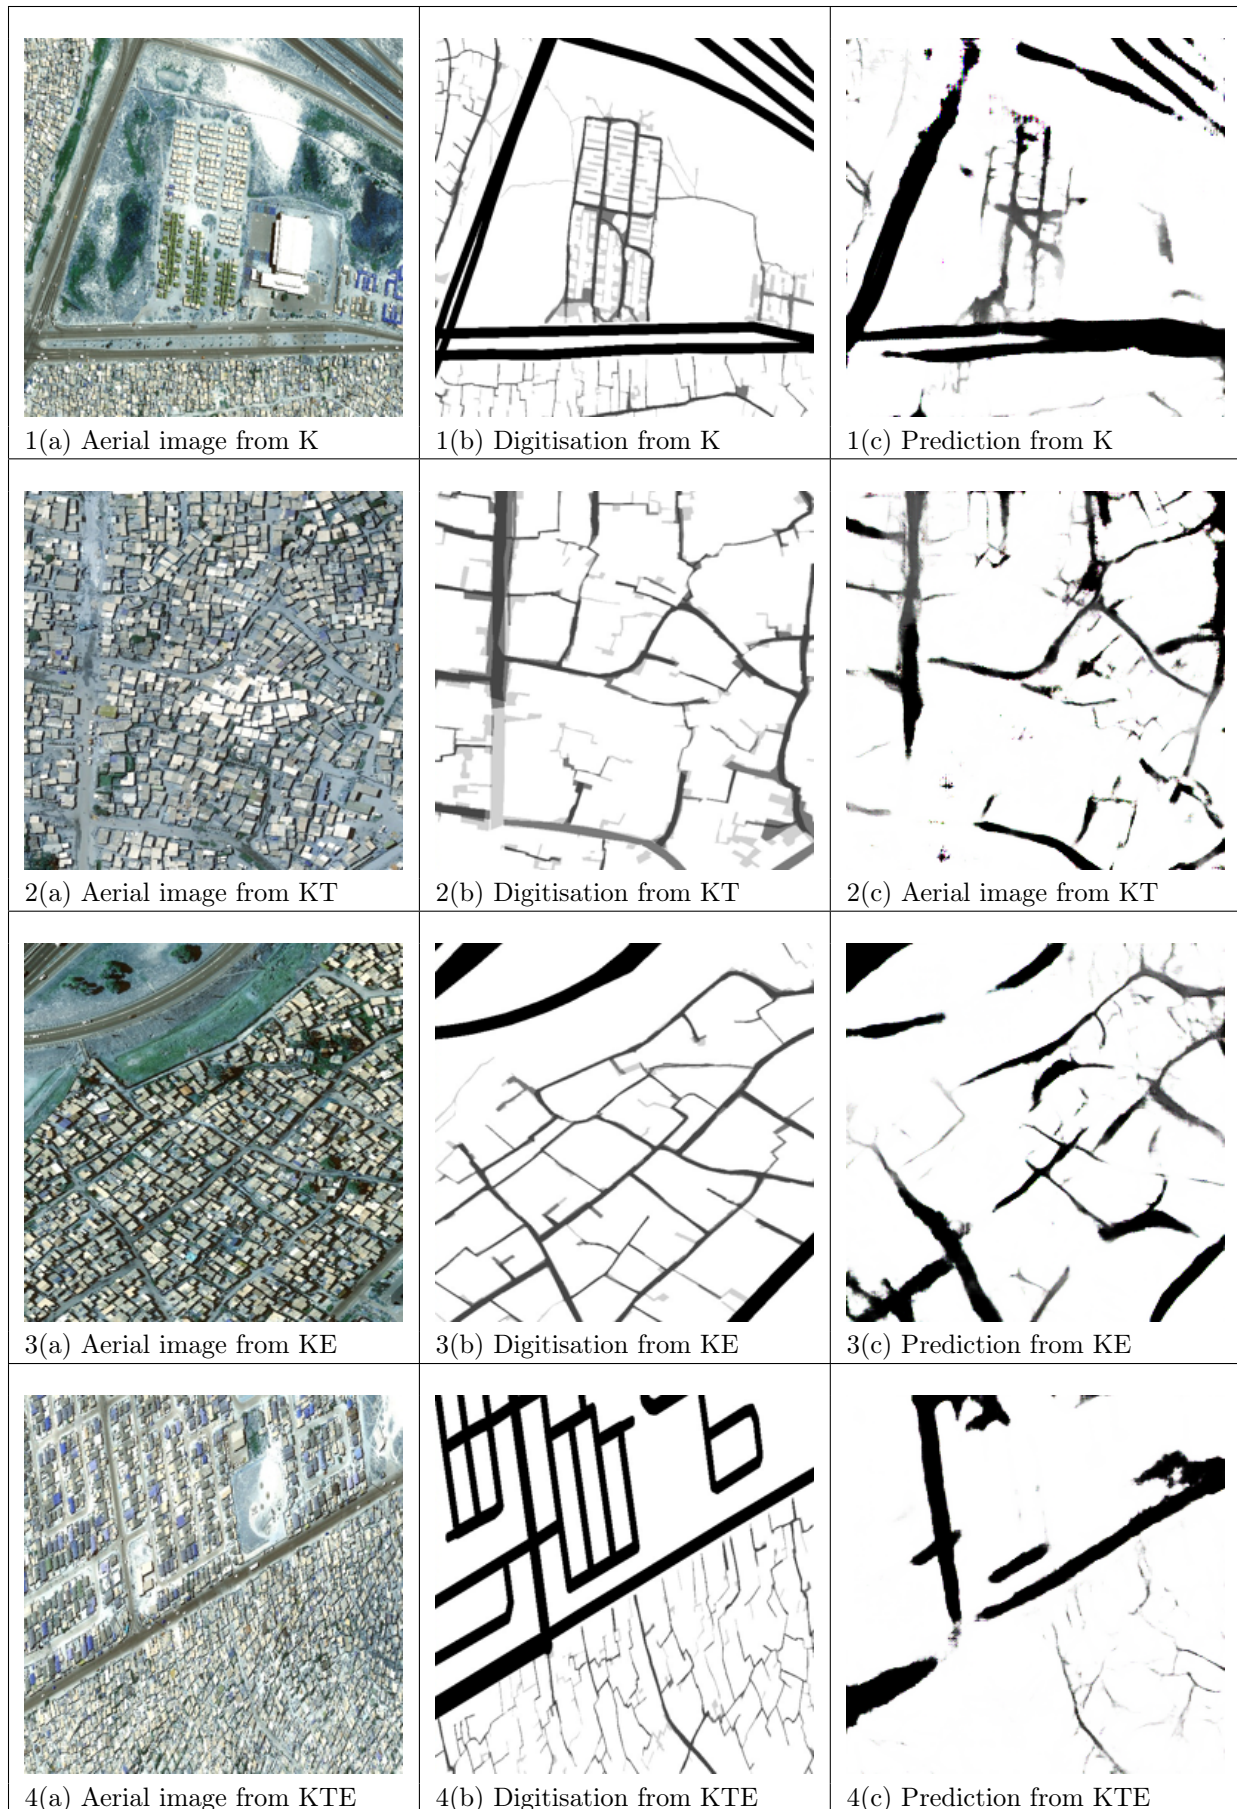 1(a) Aerial image from K
1(b) Digitisation from K
1(c) Prediction from K
2(a) Aerial image from KT
2(b) Digitisation from KT
2(c) Aerial image from KT
3(a) Aerial image from KE
3(b) Digitisation from KE
3(c) Prediction from KE
4(a) Aerial image from KTE
4(b) Digitisation from KTE
4(c) Prediction from KTE